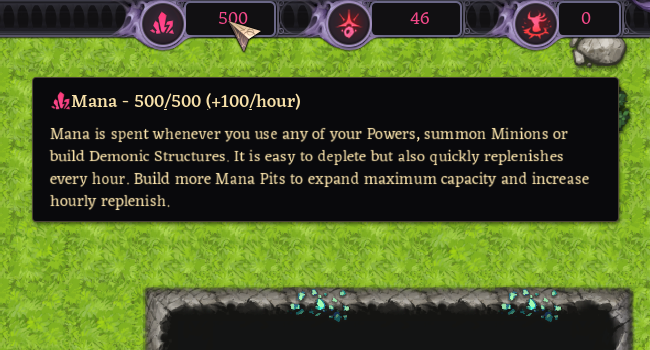 500 46 0
Mana - 500/500 (+100/hour)
Mana is spent whenever you use any of your Powers, summon Minions or
build Demonic Structures. It is easy to deplete but also quickly replenishes
every hour. Build more Mana Pits to expand maximum capacity and increase
hourly replenish.